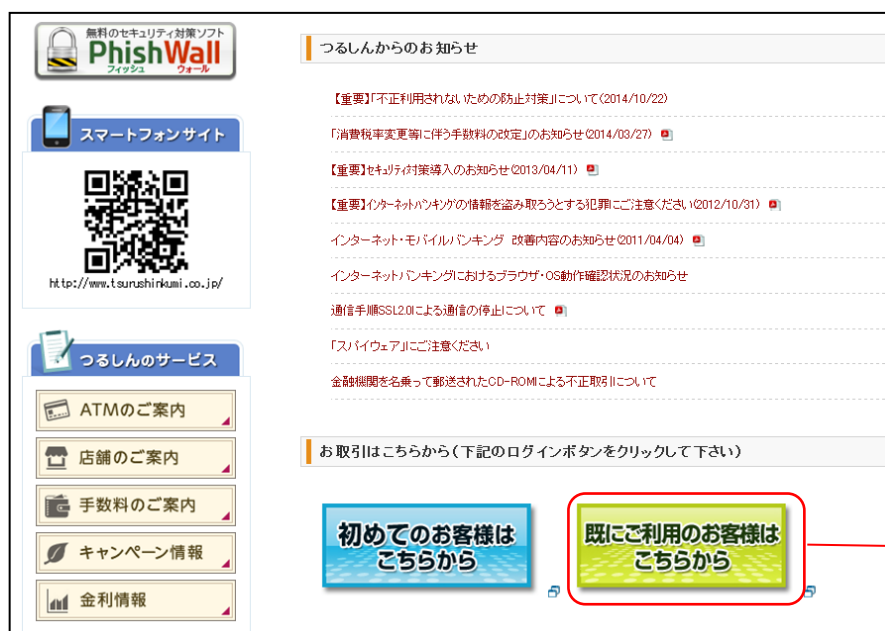 無料のセキュリティ対策ソフト
PhishWall
フィッシュ ウォール
スマートフォンサイト
http://www.tsurushinkumi.co.jp/
つるしんのサービス
ATMのご案内
店舗のご案内
手数料のご案内
キャンペーン情報
金利情報
つるしんからのお知らせ
【重要】「不正利用されないための防止対策」について(2014/10/22)
「消費税率変更等に伴う手数料の改定」のお知らせ(2014/03/27)
【重要】セキュリティ対策導入のお知らせ(2013/04/11)
【重要】インターネットバンキングの情報を盗み取ろうとする犯罪にご注意ください(2012/10/31)
インターネット・モバイルバンキング 改善内容のお知らせ(2011/04/04)
インターネットバンキングにおけるブラウザ・OS動作確認状況のお知らせ
通信手順SSL2.0による通信の停止について
「スパイウェア」にご注意ください
金融機関を名乗って郵送されたCD-ROMによる不正取引について
お取引はこちらから(下記のログインボタンをクリックして下さい)
初めてのお客様は
こちらから
既にご利用のお客様は
こちらから